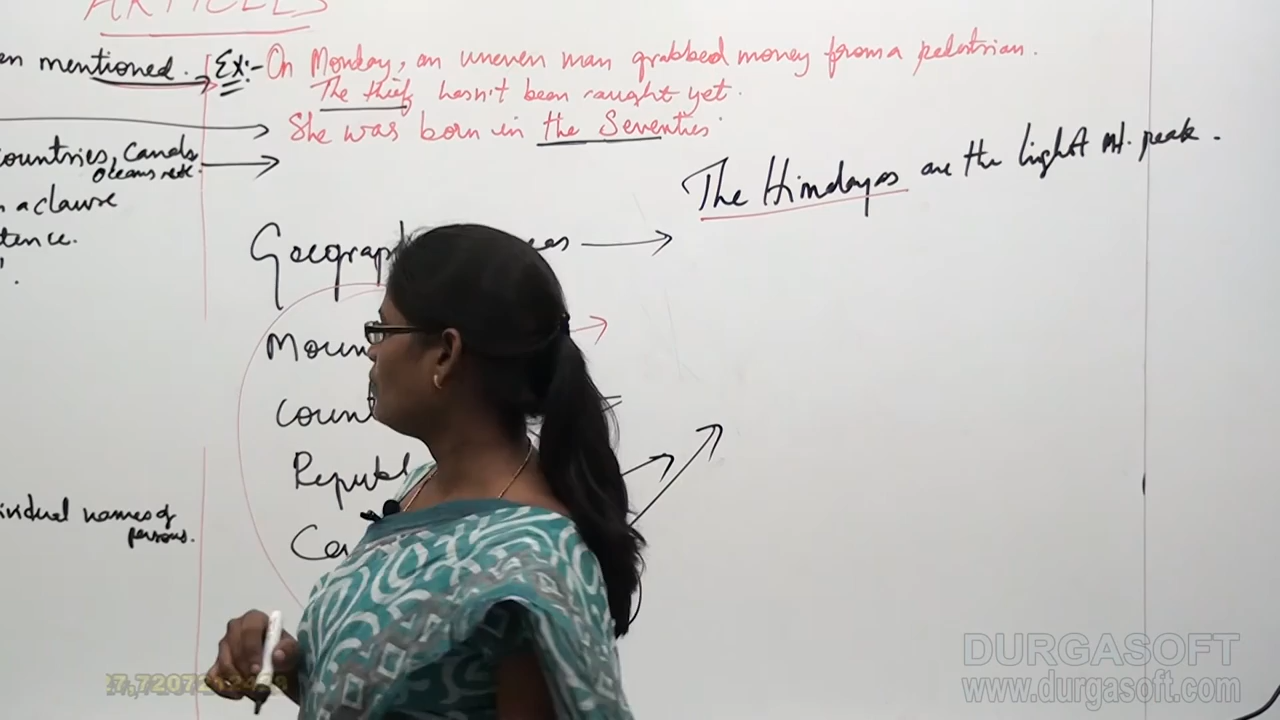 ARTICLES
en mentioned.
Ex:- On Monday, an uneven man grabbed money from a pedestrian.
The thief hasn't been caught yet.
She was born in the Seventies.
countries, canals
oceans etc.
n a clause
tence.
The Himalayas are the highest mt. peak.
Geograph
Moun
count
Republ
Ca
ividual names of
persons.
DURGASOFT
www.durgasoft.com